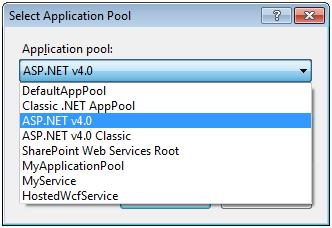 Select Application Pool
Application pool:
ASP.NET v4.0
DefaultAppPool
Classic .NET AppPool
ASP.NET v4.0
ASP.NET v4.0 Classic
SharePoint Web Services Root
MyApplicationPool
MyService
HostedWcfService